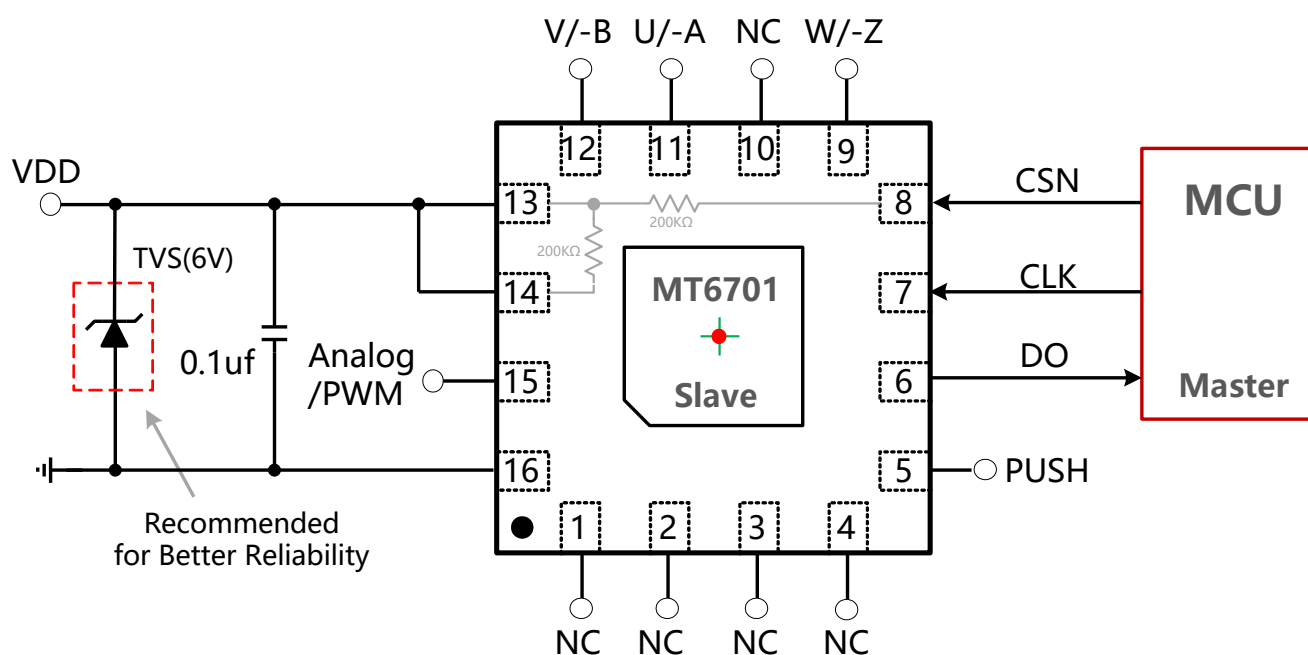 V/-B U/-A NC W/-Z
12 11 10 9
VDD
13
200KΩ
200KΩ
8
CSN
MCU
TVS(6V)
14
MT6701
7
CLK
0.1uf
Analog
/PWM
15
Slave
6
DO
Master
16
5
PUSH
Recommended
for Better Reliability
1 2 3 4
NC NC NC NC